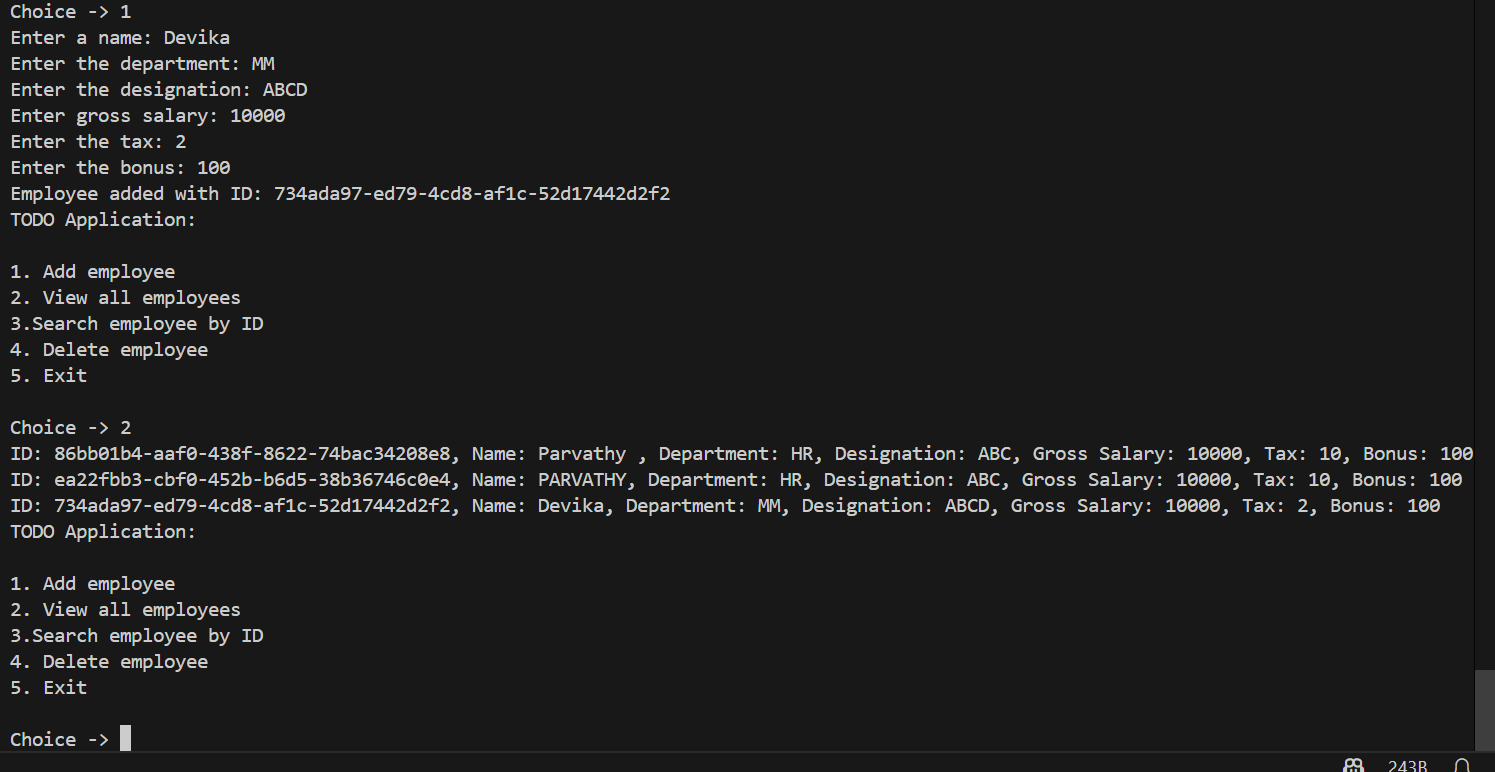 Choice -> 1
Enter a name: Devika
Enter the department: MM
Enter the designation: ABCD
Enter gross salary: 10000
Enter the tax: 2
Enter the bonus: 100
Employee added with ID: 734ada97-ed79-4cd8-af1c-52d17442d2f2
TODO Application:
1. Add employee
2. View all employees
3.Search employee by ID
4. Delete employee
5. Exit
Choice -> 2
ID: 86bb01b4-aaf0-438f-8622-74bac34208e8, Name: Parvathy , Department: HR, Designation: ABC, Gross Salary: 10000, Tax: 10, Bonus: 100
ID: ea22fbb3-cbf0-452b-b6d5-38b36746c0e4, Name: PARVATHY, Department: HR, Designation: ABC, Gross Salary: 10000, Tax: 10, Bonus: 100
ID: 734ada97-ed79-4cd8-af1c-52d17442d2f2, Name: Devika, Department: MM, Designation: ABCD, Gross Salary: 10000, Tax: 2, Bonus: 100
TODO Application:
1. Add employee
2. View all employees
3.Search employee by ID
4. Delete employee
5. Exit
Choice ->
243B